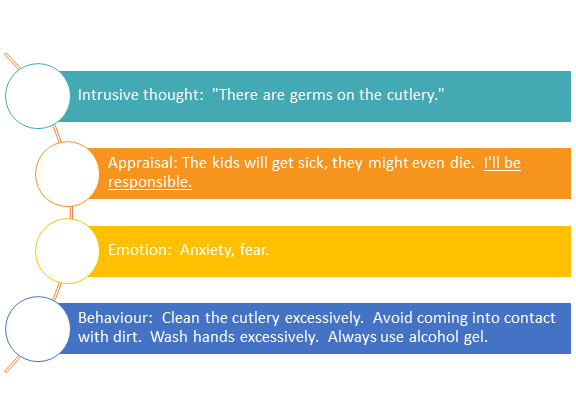 Intrusive thought:  "There are germs on the cutlery."
Appraisal: The kids will get sick, they might even die.  I'll be
responsible.
Emotion:  Anxiety, fear.
Behaviour:  Clean the cutlery excessively.  Avoid coming into contact
with dirt.  Wash hands excessively.  Always use alcohol gel.